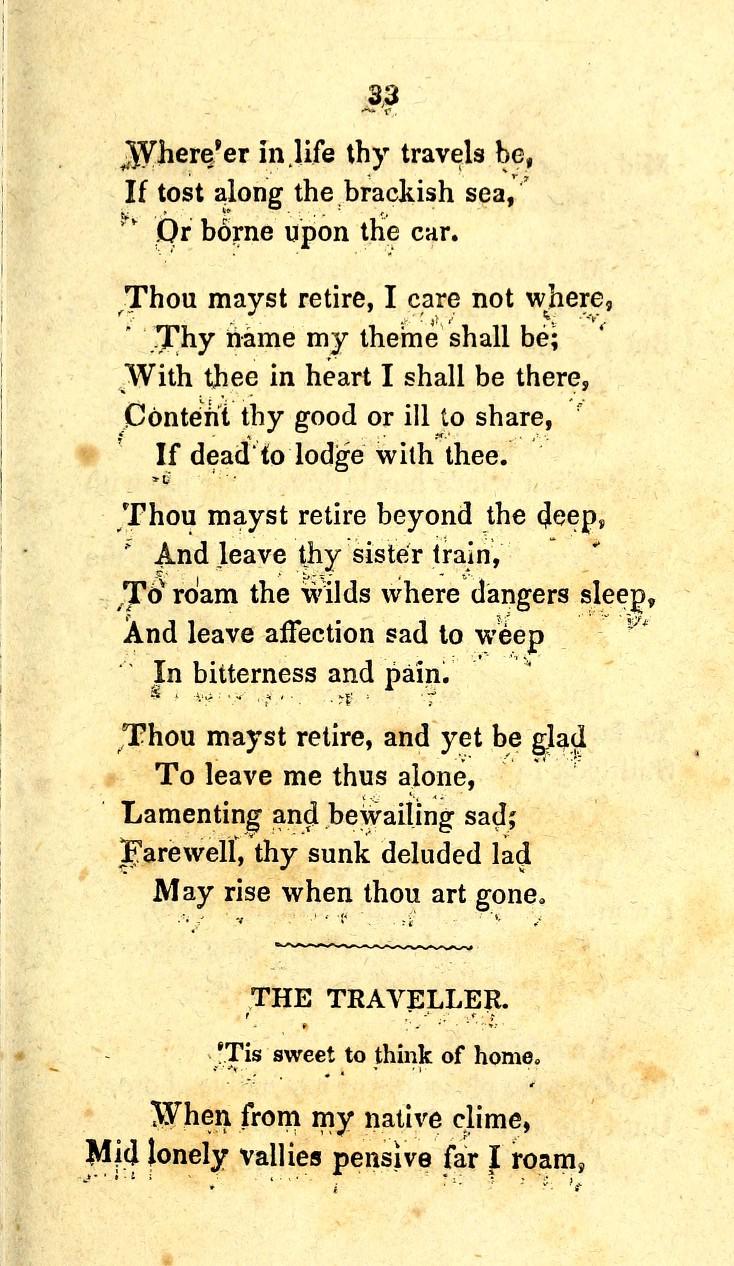 33
Where'er in life thy travels be,
If tost along the brackish sea,
Or borne upon the car.
Thou mayst retire, I care not where,
Thy name my theme shall be;
With thee in heart I shall be there,
Content thy good or ill to share,
If dead to lodge with thee.
Thou mayst retire beyond the deep,
And leave thy sister train,
To roam the wilds where dangers sleep,
And leave affection sad to weep
In bitterness and pain.
Thou mayst retire, and yet be glad
To leave me thus alone,
Lamenting and bewailing sad;
Farewell, thy sunk deluded lad
May rise when thou art gone.
THE TRAVELLER.
'Tis sweet to think of home.
When from my native clime,
Mid lonely vallies pensive far I roam,